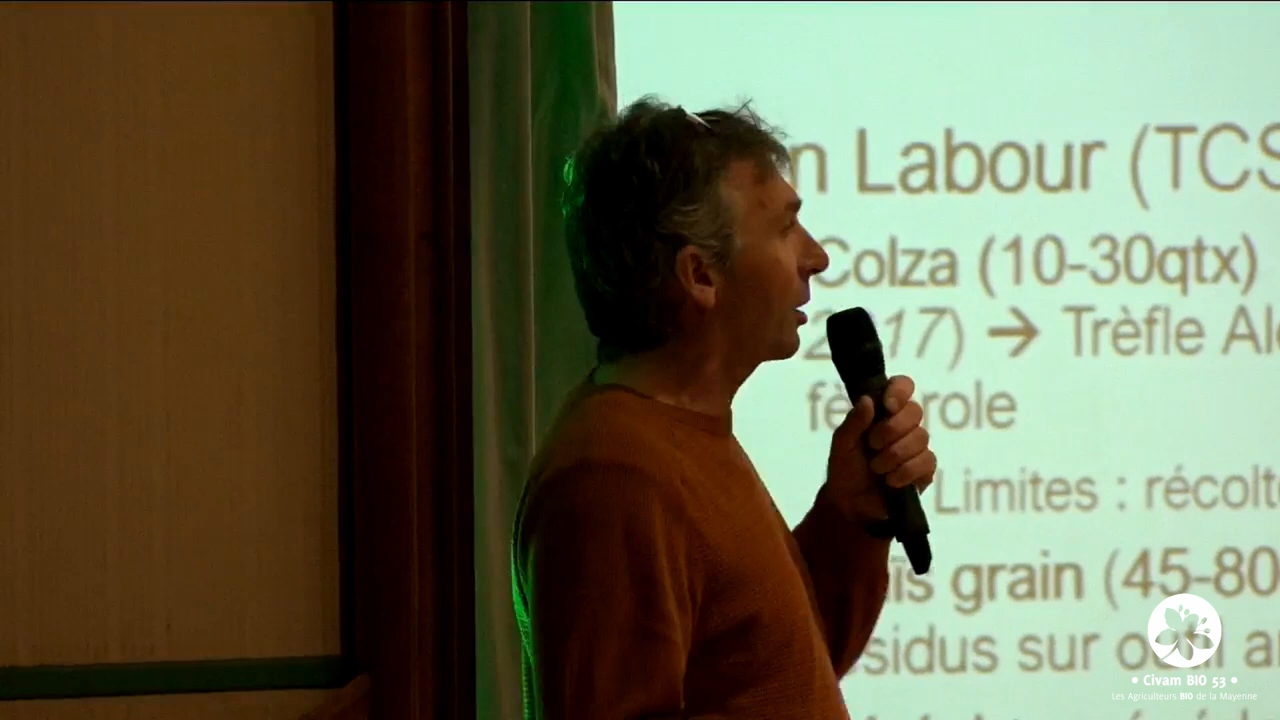 n Labour (TCS
Colza (10-30qtx)
2017) → Trèfle Al
fèverole
Limites : récolt
ïs grain (45-80
sidus sur outil a
• Civam BIO 53 •
Les Agriculteurs BIO de la Mayenne